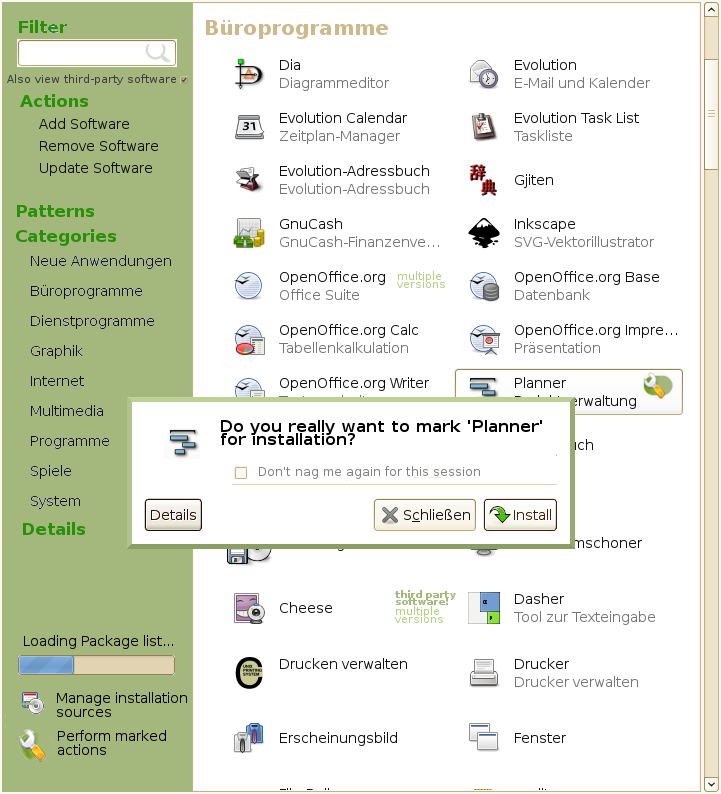 Filter
Also view third-party software
Actions
Add Software
Remove Software
Update Software
Patterns
Categories
Neue Anwendungen
Büroprogramme
Dienstprogramme
Graphik
Internet
Multimedia
Programme
Spiele
System
Details
Loading Package list...
Manage installation
sources
Perform marked
actions
Büroprogramme
Dia
Diagrammeditor
Evolution
E-Mail und Kalender
31
Evolution Calendar
Zeitplan-Manager
Evolution Task List
Taskliste
Evolution-Adressbuch
Evolution-Adressbuch
辞
典
Gjiten
GnuCash
GnuCash-Finanzenve...
Inkscape
SVG-Vektorillustrator
OpenOffice.org
Office Suite
multiple
versions
OpenOffice.org Base
Datenbank
OpenOffice.org Calc
Tabellenkalkulation
OpenOffice.org Impre...
Präsentation
OpenOffice.org Writer
Planner
Do you really want to mark 'Planner'
for installation?
Don't nag me again for this session
Details
Schließen
Install
Cheese
third party
software!
multiple
versions
Dasher
Tool zur Texteingabe
UNIX
PRINTING
SYSTEM
Drucken verwalten
Drucker
Drucker verwalten
Erscheinungsbild
Fenster